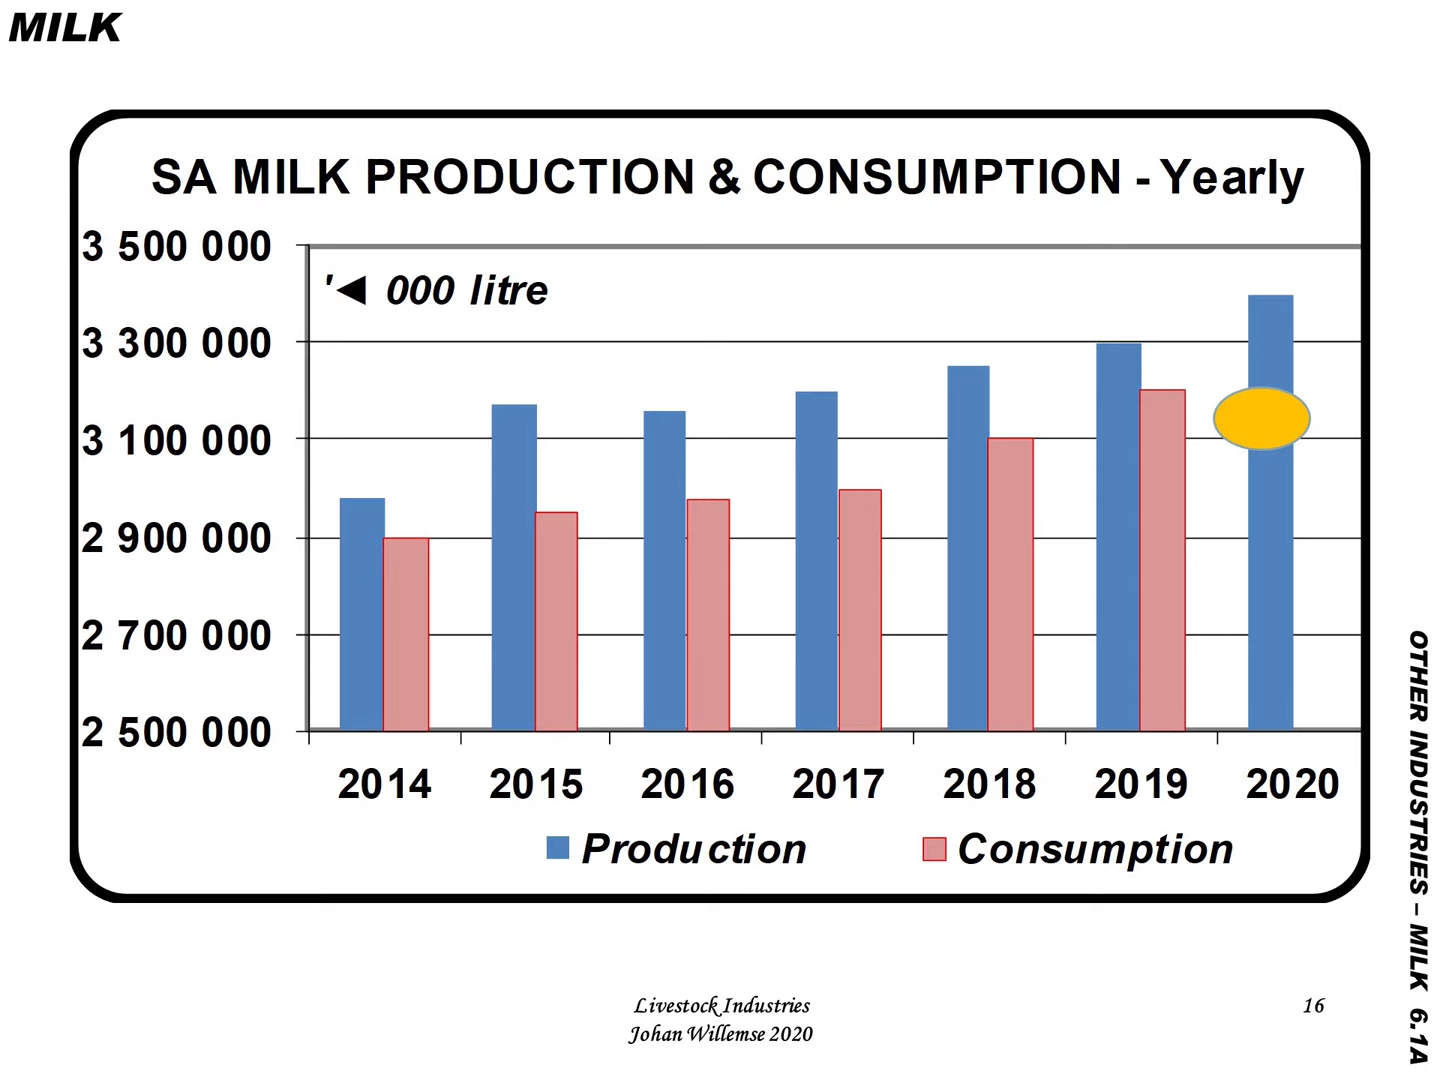 MILK
SA MILK PRODUCTION & CONSUMPTION - Yearly
3 500 000
'◄ 000 litre
3 300 000
3 100 000
2 900 000
2 700 000
2 500 000
2014 2015 2016 2017 2018 2019 2020
Production Consumption
OTHER INDUSTRIES – MILK 6.1A
Livestock Industries
Johan Willemse 2020
16